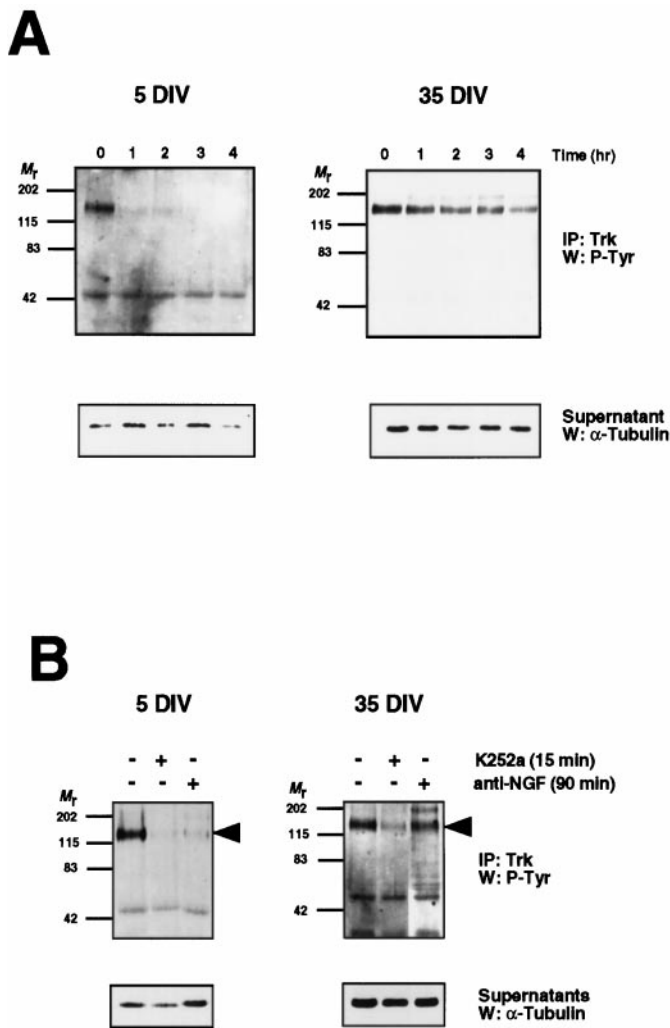 A
5 DIV
35 DIV
0 1 2 3 4
0 1 2 3 4 Time (hr)
Mr
202
115
83
42
Mr
202
115
83
42
IP: Trk
W: P-Tyr
Supernatant
W: α-Tubulin
B
5 DIV
35 DIV
- + -
- + - K252a (15 min)
- - +
- - + anti-NGF (90 min)
Mr
202
115
83
42
Mr
202
115
83
42
IP: Trk
W: P-Tyr
Supernatants
W: α-Tubulin